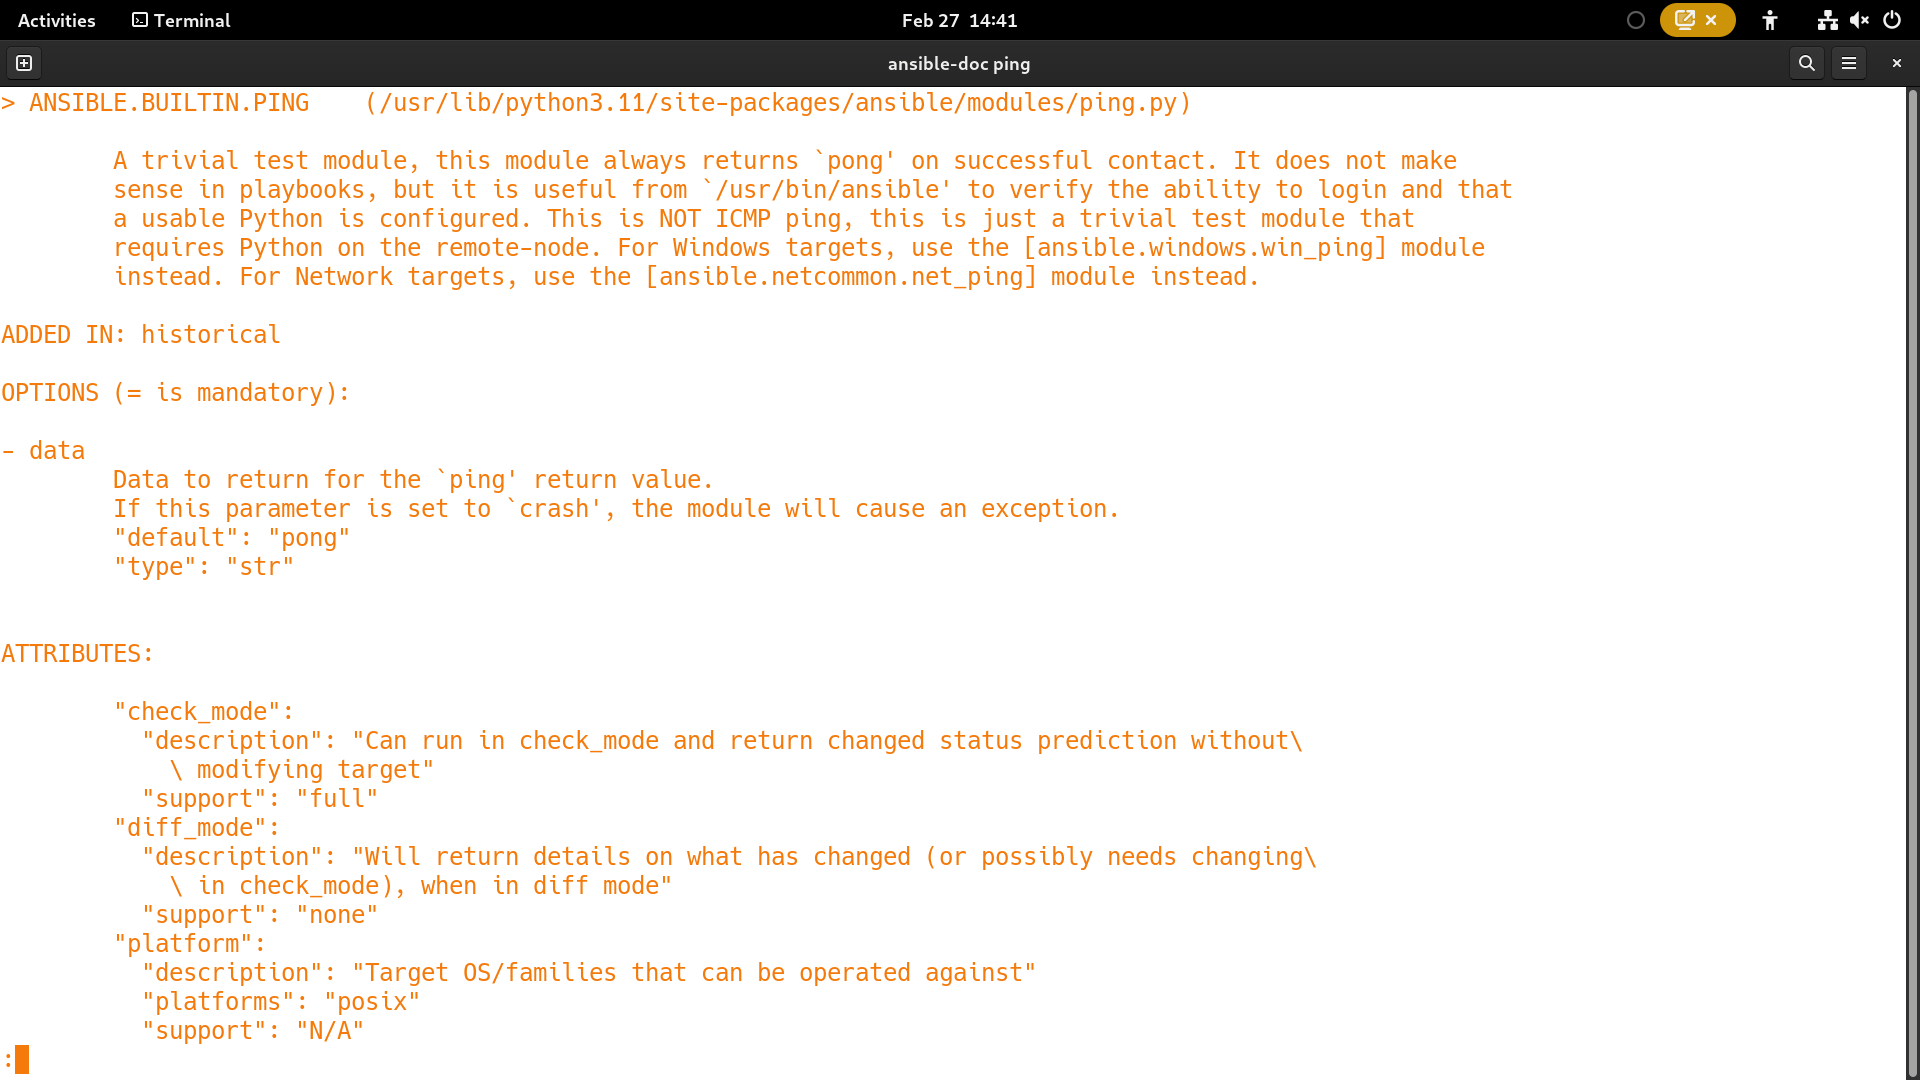 Activities Terminal Feb 27 14:41
ansible-doc ping
> ANSIBLE.BUILTIN.PING    (/usr/lib/python3.11/site-packages/ansible/modules/ping.py)
A trivial test module, this module always returns `pong' on successful contact. It does not make
sense in playbooks, but it is useful from `/usr/bin/ansible' to verify the ability to login and that
a usable Python is configured. This is NOT ICMP ping, this is just a trivial test module that
requires Python on the remote-node. For Windows targets, use the [ansible.windows.win_ping] module
instead. For Network targets, use the [ansible.netcommon.net_ping] module instead.
ADDED IN: historical
OPTIONS (= is mandatory):
- data
Data to return for the `ping' return value.
If this parameter is set to `crash', the module will cause an exception.
"default": "pong"
"type": "str"
ATTRIBUTES:
"check_mode":
"description": "Can run in check_mode and return changed status prediction without\
\ modifying target"
"support": "full"
"diff_mode":
"description": "Will return details on what has changed (or possibly needs changing\
\ in check_mode), when in diff mode"
"support": "none"
"platform":
"description": "Target OS/families that can be operated against"
"platforms": "posix"
"support": "N/A"
: